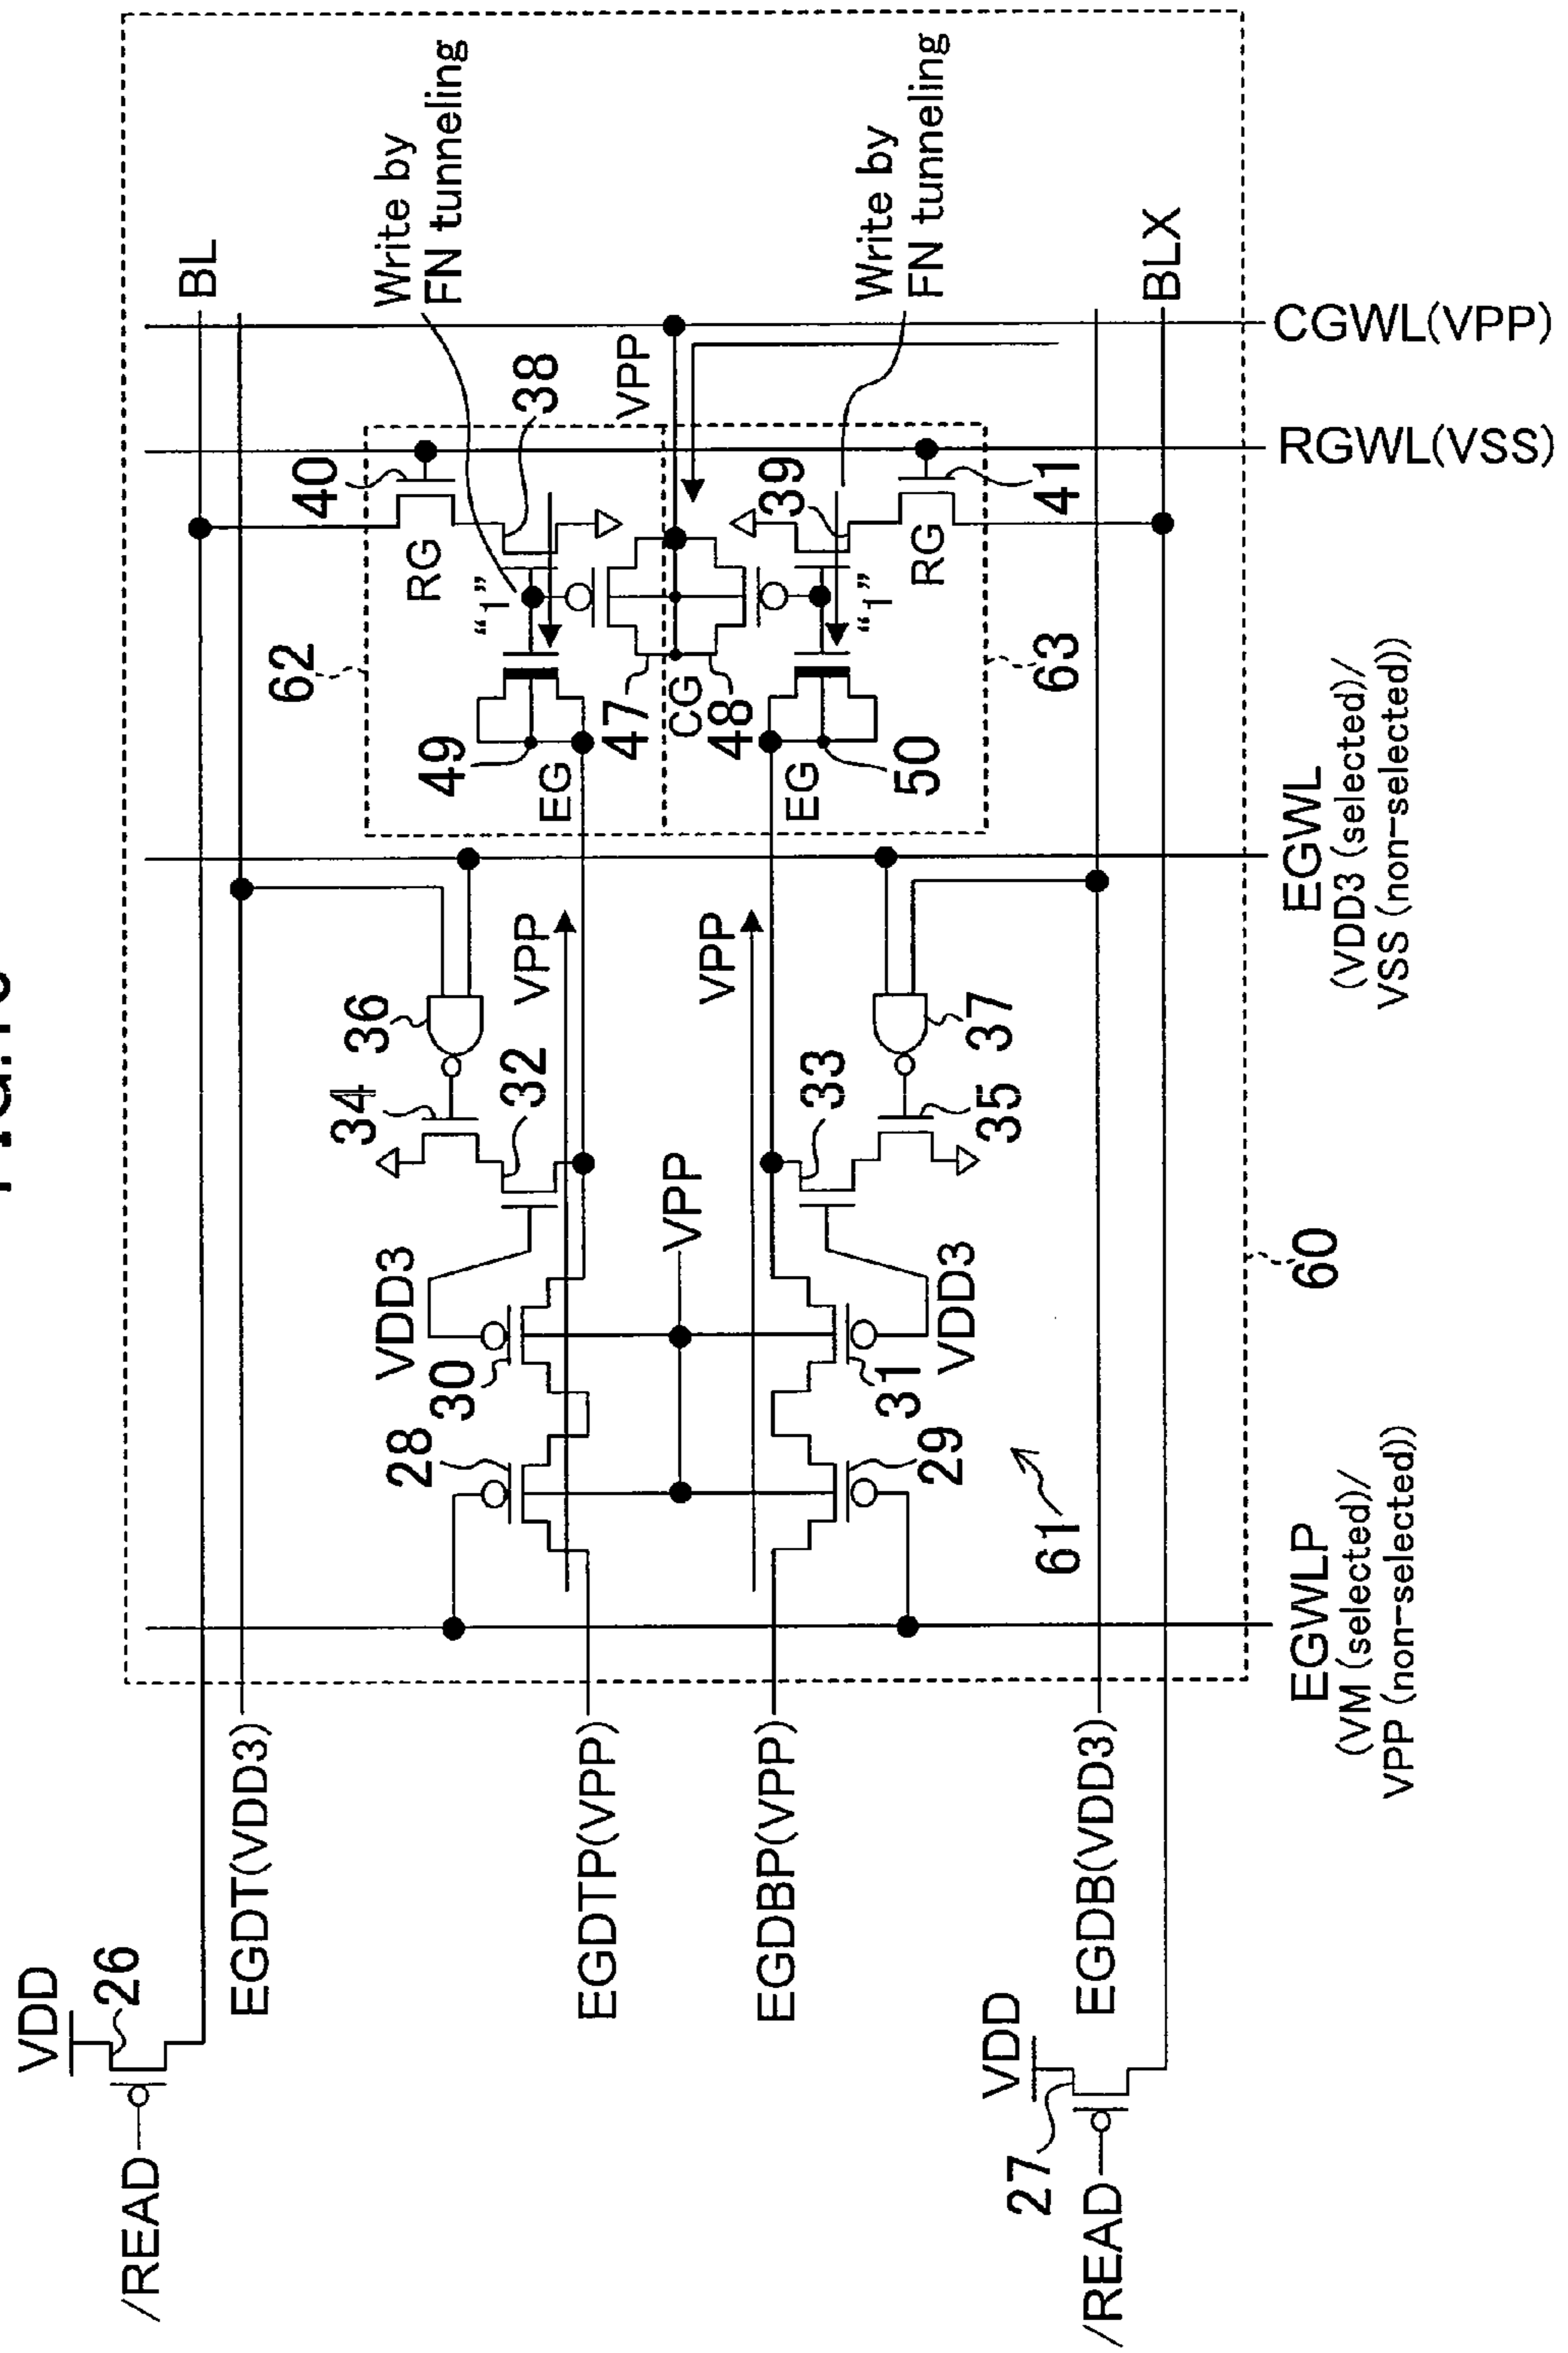 VDD
26
/READ
BL
EGDT(VDD3)
EGDTP(VPP)
EGDBP(VPP)
EGDB(VDD3)
VDD
27
/READ
BLX
Write by
FN tunneling
Write by
FN tunneling
40
RG
38
VPP
"1"
62
49
EG
47
CG
48
39
41
RG
"1"
63
50
EG
36
34
32
VPP
VPP
37
35
33
VPP
VDD3
30
28
31
VDD3
29
61
60
CGWL(VPP)
RGWL(VSS)
EGWL
(VDD3 (selected)/
VSS (non-selected))
EGWLP
(VM (selected)/
VPP (non-selected))